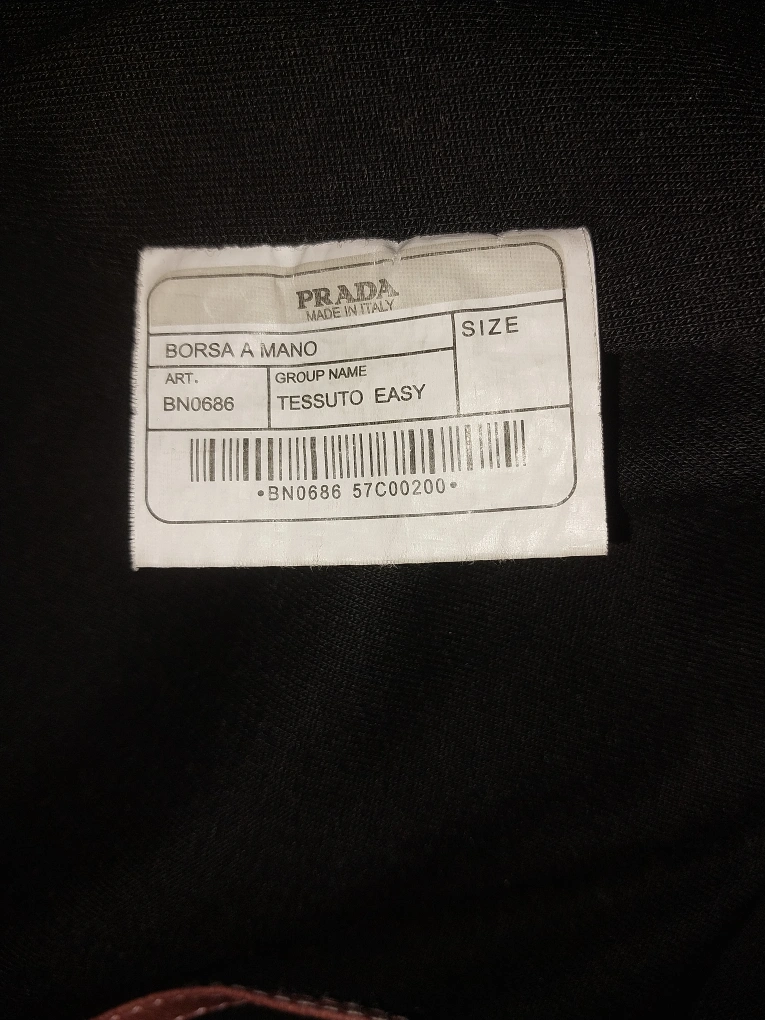 PRADA
MADE IN ITALY
BORSA A MANO
SIZE
ART.
GROUP NAME
BN0686
TESSUTO EASY
•BN0686 57C00200•